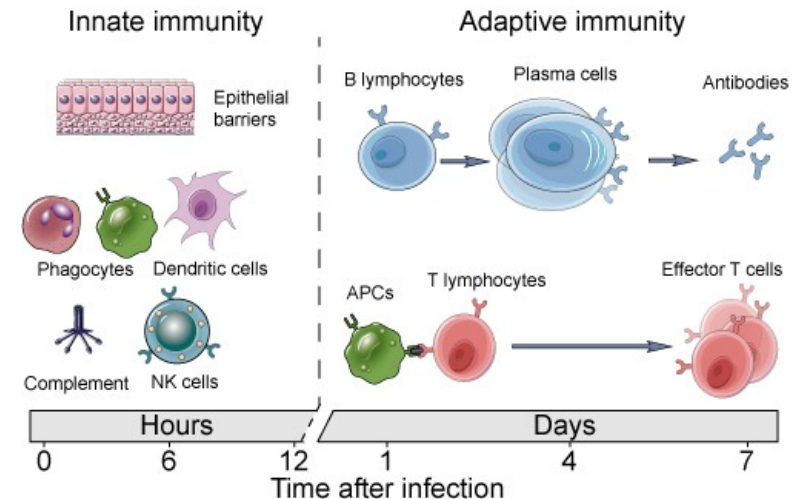 Innate immunity
Adaptive immunity
Epithelial
barriers
B lymphocytes
Plasma cells
Antibodies
Phagocytes
Dendritic cells
Complement
NK cells
APCs
T lymphocytes
Effector T cells
Hours
Days
0
6
12
1
4
7
Time after infection